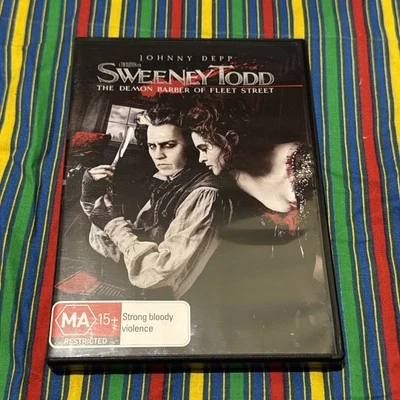 JOHNNY DEPP
SWEENEY TODD
THE DEMON BARBER OF FLEET STREET
MA 15+
Strong bloody
violence
RESTRICTED